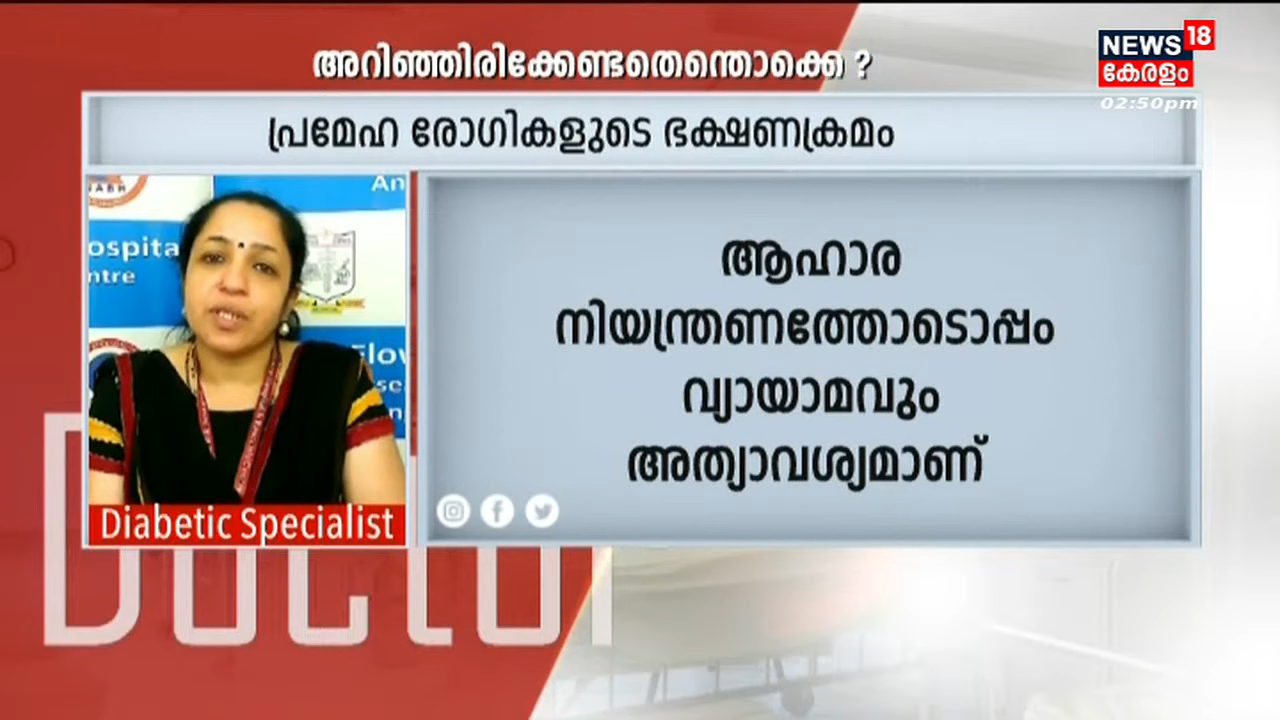 അറിഞ്ഞിരിക്കേണ്ടതെന്തൊക്കെ ?
NEWS 18
കേരളം
02:50pm
പ്രമേഹ രോഗികളുടെ ഭക്ഷണക്രമം
ആഹാര
നിയന്ത്രണത്തോടൊപ്പം
വ്യായാമവും
അത്യാവശ്യമാണ്
Diabetic Specialist
Doctor